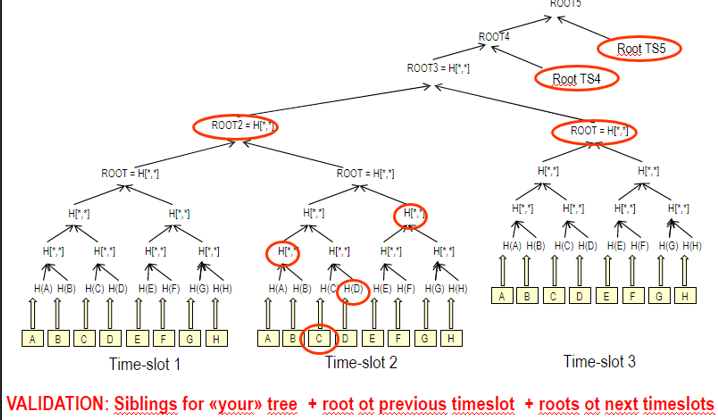 ROOT5
ROOT4
Root TS5
ROOT3 = H[*,*]
Root TS4
ROOT2 = H[*,*]
ROOT = H[*,*]
ROOT = H[*,*]
ROOT = H[*,*]
H[*,*] H[*,*]
H[*,*] H[*,*] H[*,*] H[*,*]
H[*,*] H[*,*] H[*,*] H[*,*]
H(A) H(B) H(C) H(D) H(E) H(F) H(G) H(H)
H[*,*] H[*,*] H[*,*] H[*,*] H[*,*] H[*,*] H[*,*] H[*,*]
H(A) H(B) H(C) H(D) H(E) H(F) H(G) H(H) H(A) H(B) H(C) H(D) H(E) H(F) H(G) H(H)
A B C D E F G H
A B C D E F G H A B C D E F G H
Time-slot 1 Time-slot 2 Time-slot 3
VALIDATION: Siblings for «your» tree + root ot previous timeslot + roots ot next timeslots